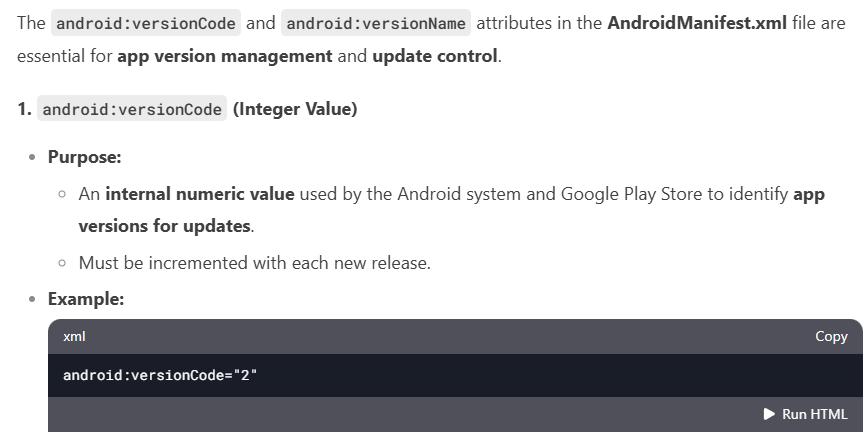 The android:versionCode and android:versionName attributes in the AndroidManifest.xml file are
essential for app version management and update control.
1. android:versionCode (Integer Value)
• Purpose:
◦ An internal numeric value used by the Android system and Google Play Store to identify app
versions for updates.
◦ Must be incremented with each new release.
• Example:
xml Copy
android:versionCode="2"
▶ Run HTML